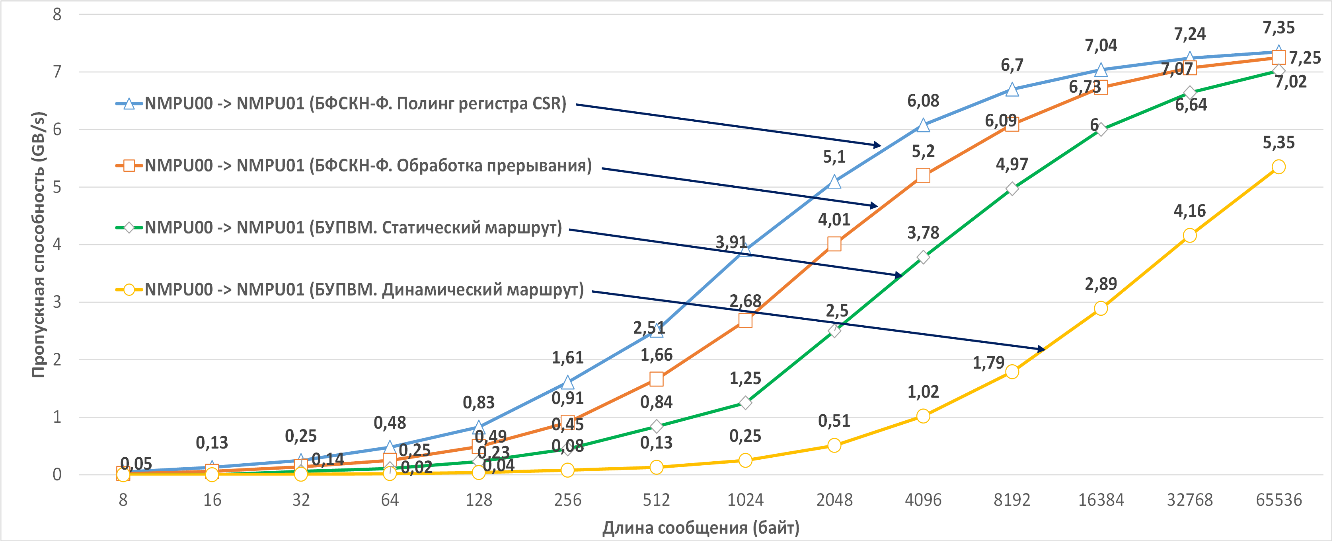 Пропускная способность (GB/s)
8
7
6
5
4
3
2
1
0
NMPU00 -> NMPU01 (БФСКН-Ф. Полинг регистра CSR)
NMPU00 -> NMPU01 (БФСКН-Ф. Обработка прерывания)
NMPU00 -> NMPU01 (БУПВМ. Статический маршрут)
NMPU00 -> NMPU01 (БУПВМ. Динамический маршрут)
0,05 0,13 0,25 0,48 0,83 1,61 2,51 3,91 5,1 6,08 6,7 7,04 7,24 7,35
0,14 0,25 0,49 0,91 1,66 2,68 4,01 5,2 6,09 6,73 7,07 7,25
0,23 0,45 0,84 1,25 2,5 3,78 4,97 6 6,64 7,02
0,02 0,04 0,08 0,13 0,25 0,51 1,02 1,79 2,89 4,16 5,35
8 16 32 64 128 256 512 1024 2048 4096 8192 16384 32768 65536
Длина сообщения (байт)